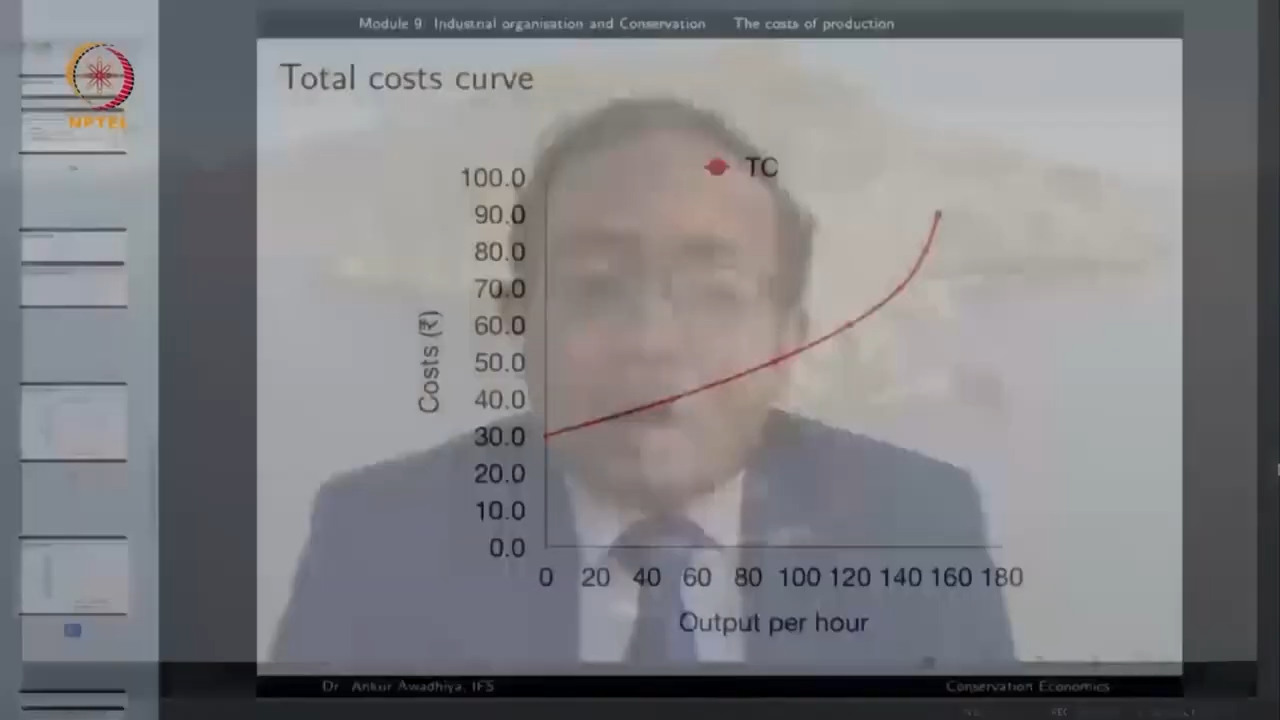 Module 9: Industrial organisation and Conservation The costs of production
NPTEL
Total costs curve
TC
100.0
90.0
80.0
70.0
60.0
50.0
40.0
30.0
20.0
10.0
0.0
Costs (₹)
0 20 40 60 80 100 120 140 160 180
Output per hour
Dr. Ankur Awadhiya, IFS Conservation Economics